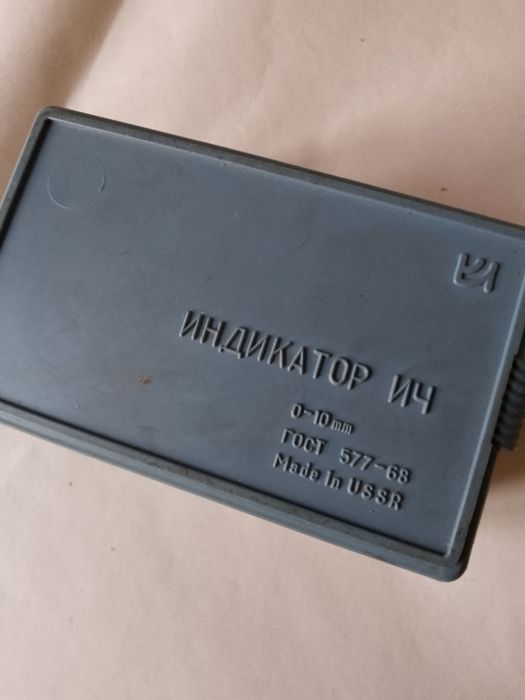 ИНДИКАТОР ИЧ
0-10 mm
ГОСТ 577-68
Made in USSR